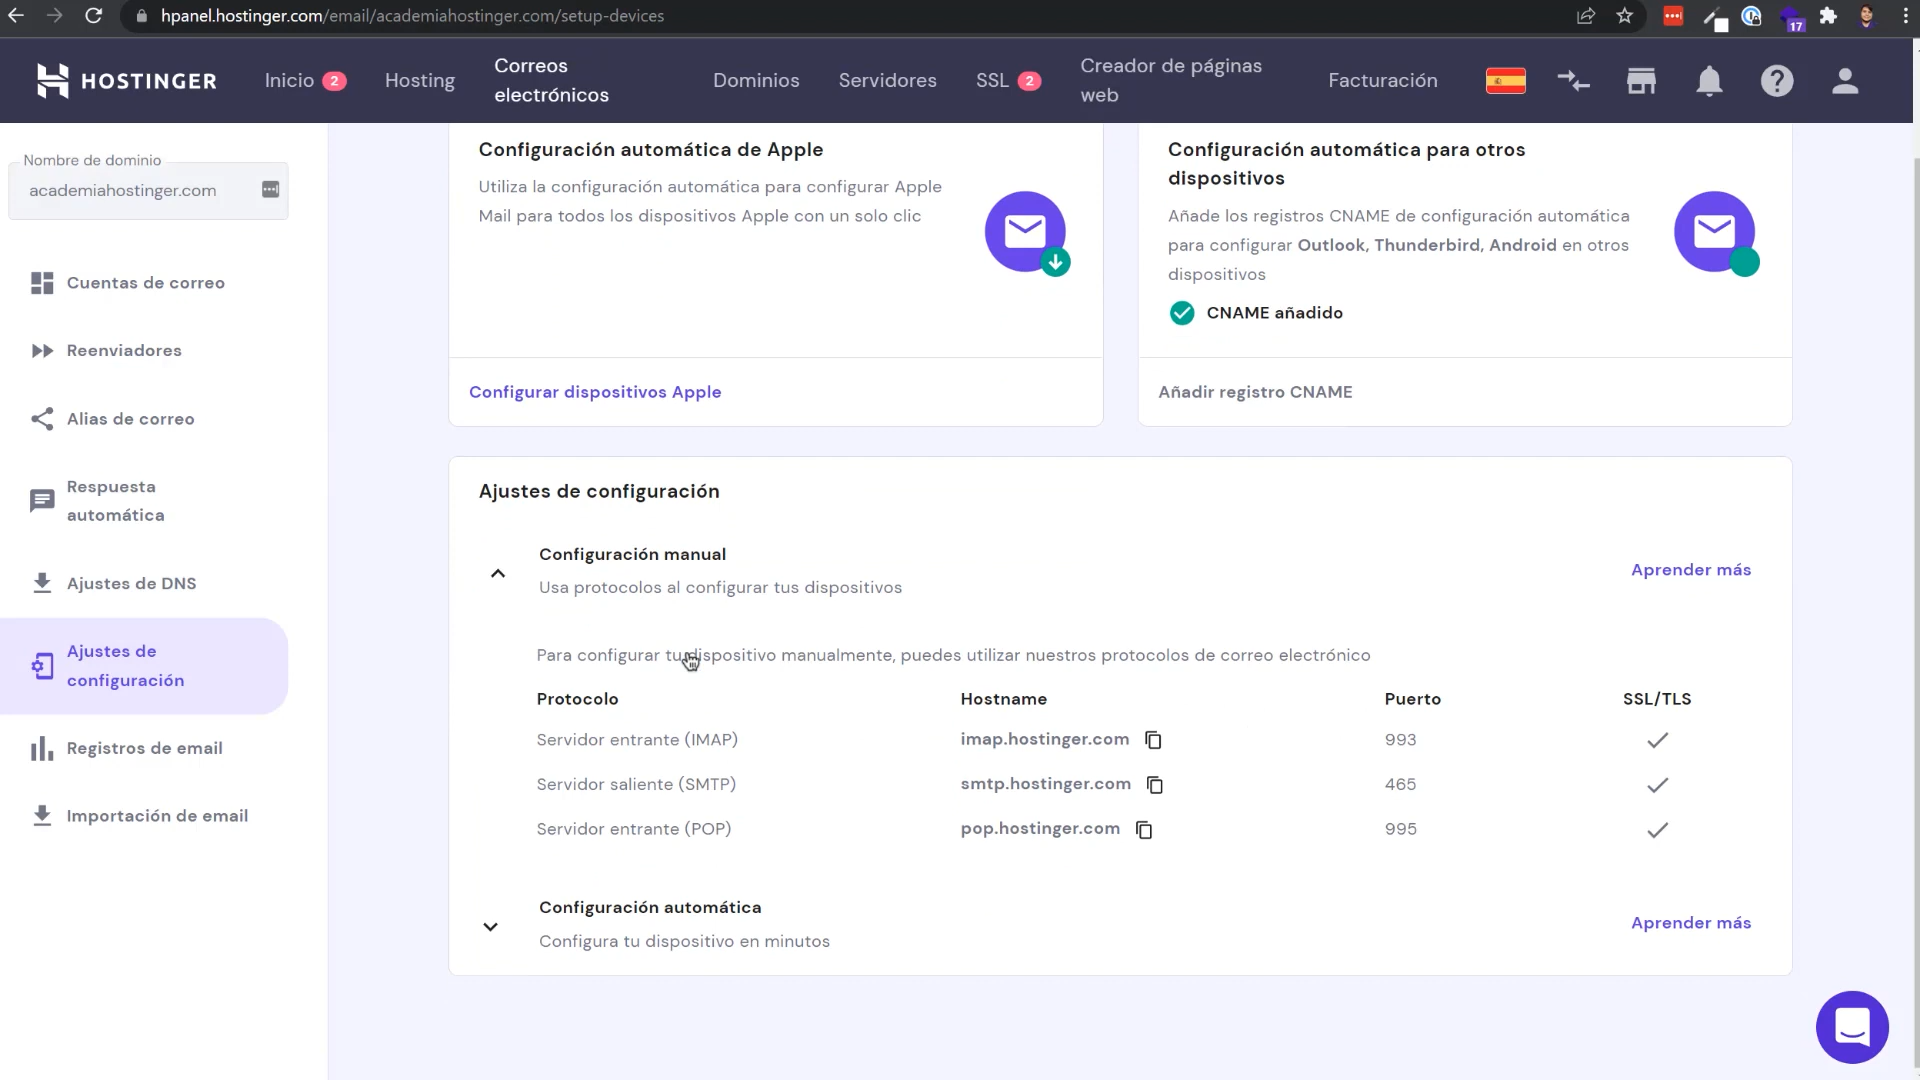 hpanel.hostinger.com/email/academiahostinger.com/setup-devices
17
HOSTINGER
Inicio 2
Hosting
Correos
electrónicos
Dominios
Servidores
SSL 2
Creador de páginas
web
Facturación
Nombre de dominio
academiahostinger.com
Cuentas de correo
Reenviadores
Alias de correo
Respuesta
automática
Ajustes de DNS
Ajustes de
configuración
Registros de email
Importación de email
Configuración automática de Apple
Utiliza la configuración automática para configurar Apple
Mail para todos los dispositivos Apple con un solo clic
Configurar dispositivos Apple
Configuración automática para otros
dispositivos
Añade los registros CNAME de configuración automática
para configurar Outlook, Thunderbird, Android en otros
dispositivos
CNAME añadido
Añadir registro CNAME
Ajustes de configuración
Configuración manual
Usa protocolos al configurar tus dispositivos
Aprender más
Para configurar tu dispositivo manualmente, puedes utilizar nuestros protocolos de correo electrónico
Protocolo Hostname Puerto SSL/TLS
Servidor entrante (IMAP) imap.hostinger.com 993
Servidor saliente (SMTP) smtp.hostinger.com 465
Servidor entrante (POP) pop.hostinger.com 995
Configuración automática
Configura tu dispositivo en minutos
Aprender más